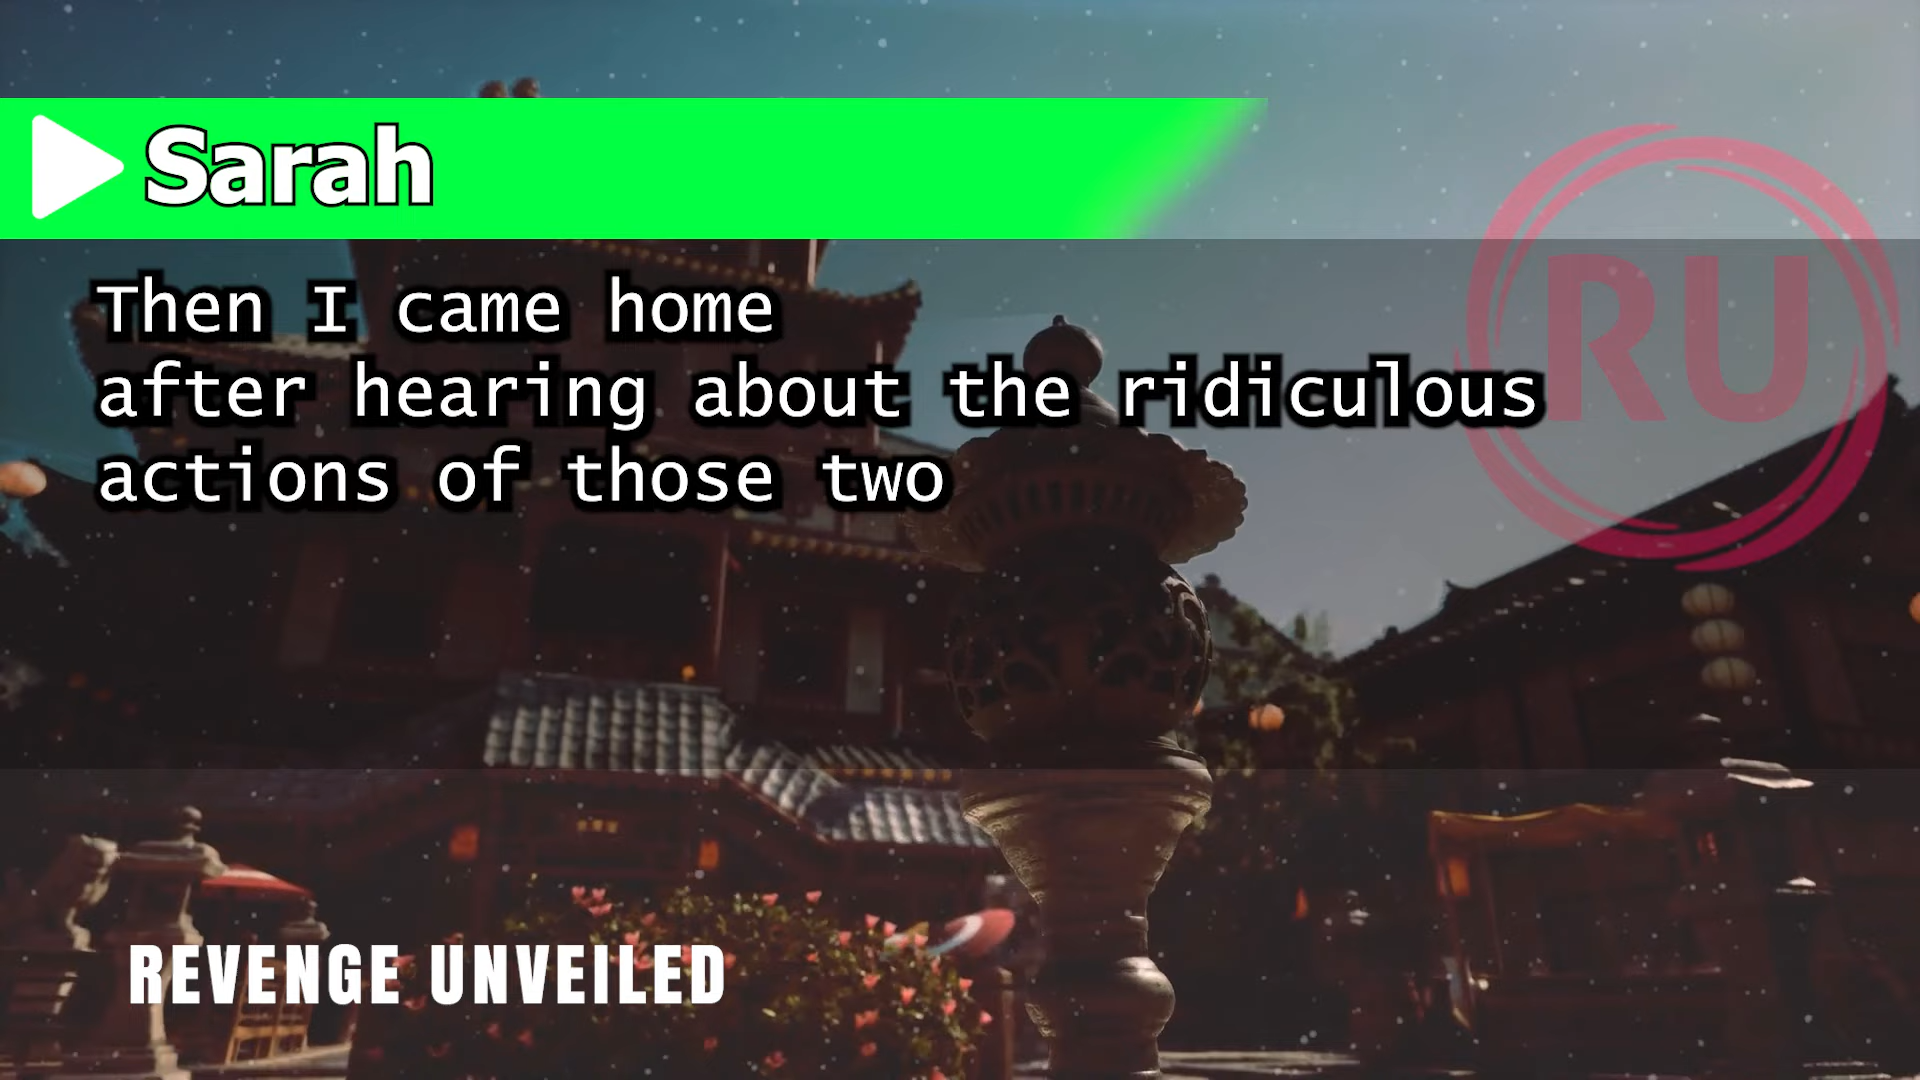 Sarah
Then I came home
after hearing about the ridiculous
actions of those two
RU
REVENGE UNVEILED